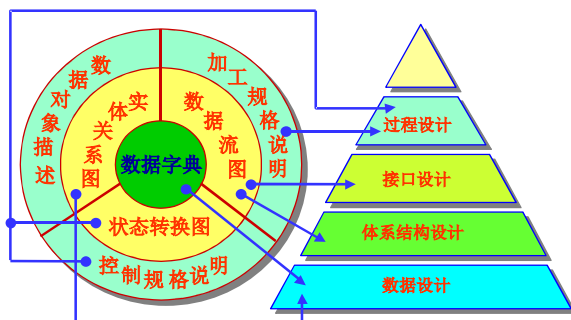 数据对象描述
实体关系图
数据流图
加工规格说明
数据字典
状态转换图
控制规格说明
过程设计
接口设计
体系结构设计
数据设计